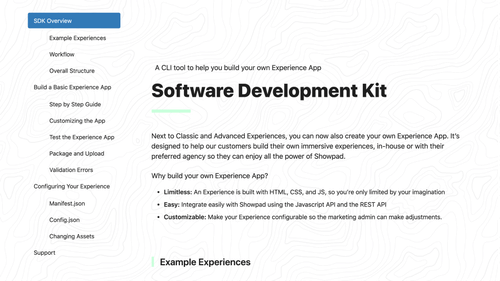 SDK Overview
Example Experiences
Workflow
Overall Structure
Build a Basic Experience App
Step by Step Guide
Customizing the App
Test the Experience App
Package and Upload
Validation Errors
Configuring Your Experience
Manifest.json
Config.json
Changing Assets
Support
A CLI tool to help you build your own Experience App
Software Development Kit
Next to Classic and Advanced Experiences, you can now also create your own Experience App. It's
designed to help our customers build their own immersive experiences, in-house or with their
preferred agency so they can enjoy all the power of Showpad.
Why build your own Experience App?
• Limitless: An Experience is built with HTML, CSS, and JS, so you're only limited by your imagination
• Easy: Integrate easily with Showpad using the Javascript API and the REST API
• Customizable: Make your Experience configurable so the marketing admin can make adjustments.
Example Experiences